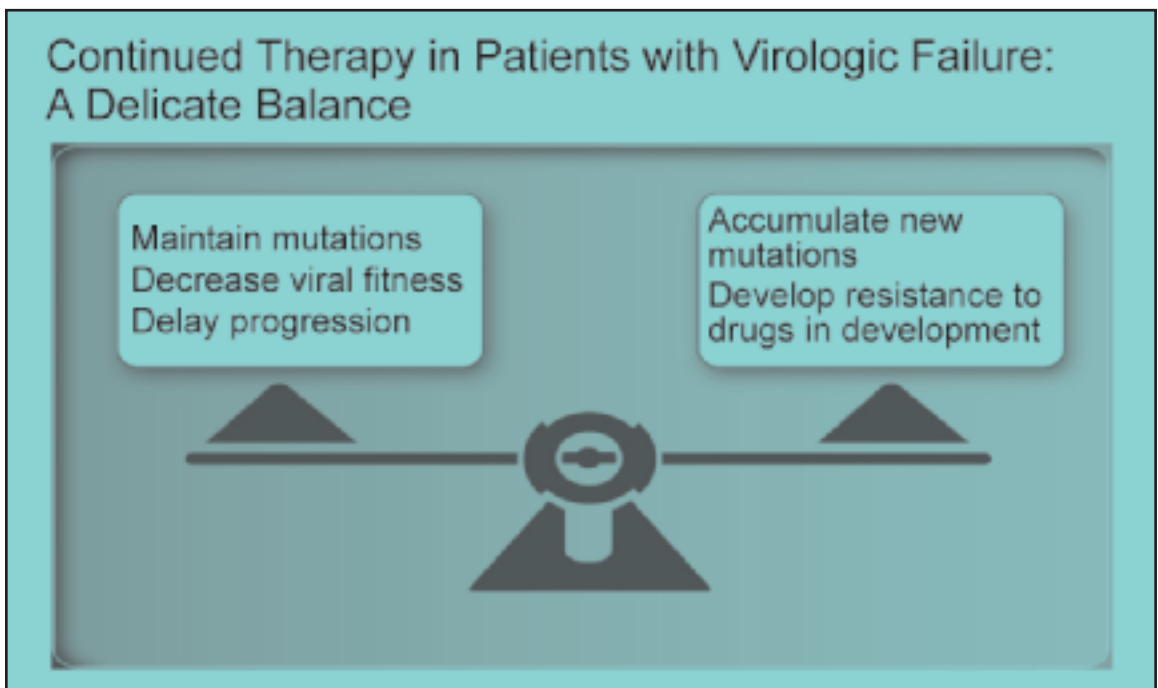 Continued Therapy in Patients with Virologic Failure:
A Delicate Balance
Maintain mutations
Decrease viral fitness
Delay progression
Accumulate new
mutations
Develop resistance to
drugs in development